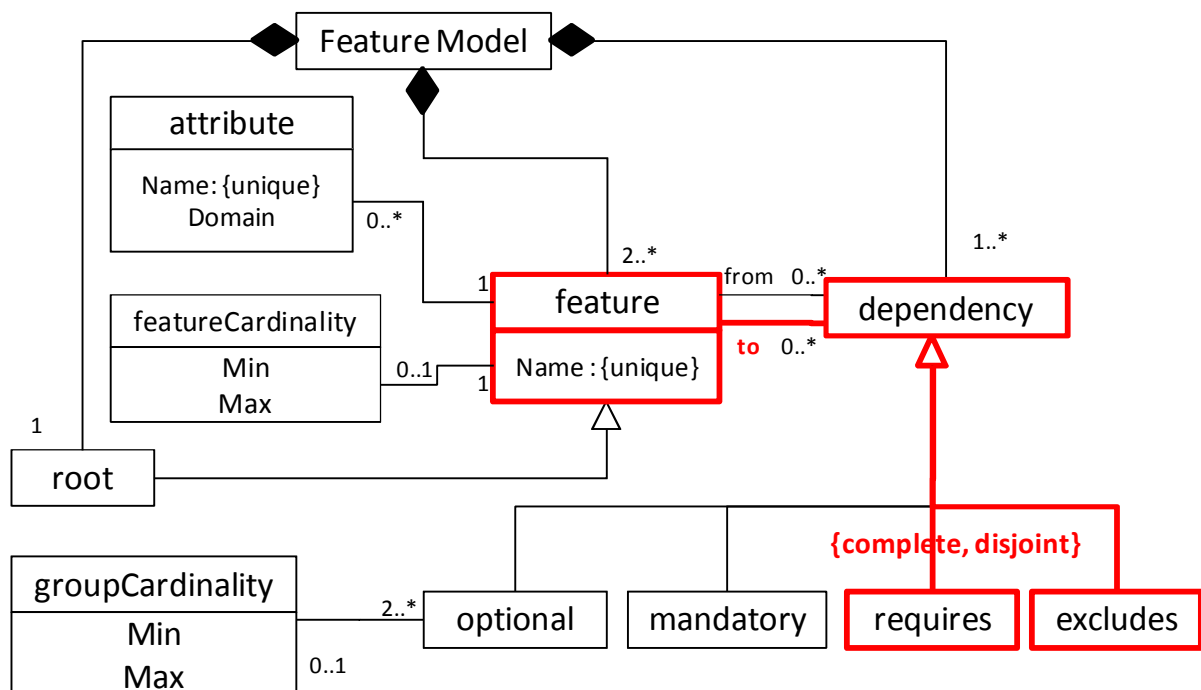 Feature Model
attribute
Name: {unique}
Domain
0..*
2..*
1..*
1
feature
Name : {unique}
from 0..*
to 0..*
dependency
featureCardinality
Min
Max
0..1
1
1
root
{complete, disjoint}
groupCardinality
Min
Max
2..*
0..1
optional
mandatory
requires
excludes